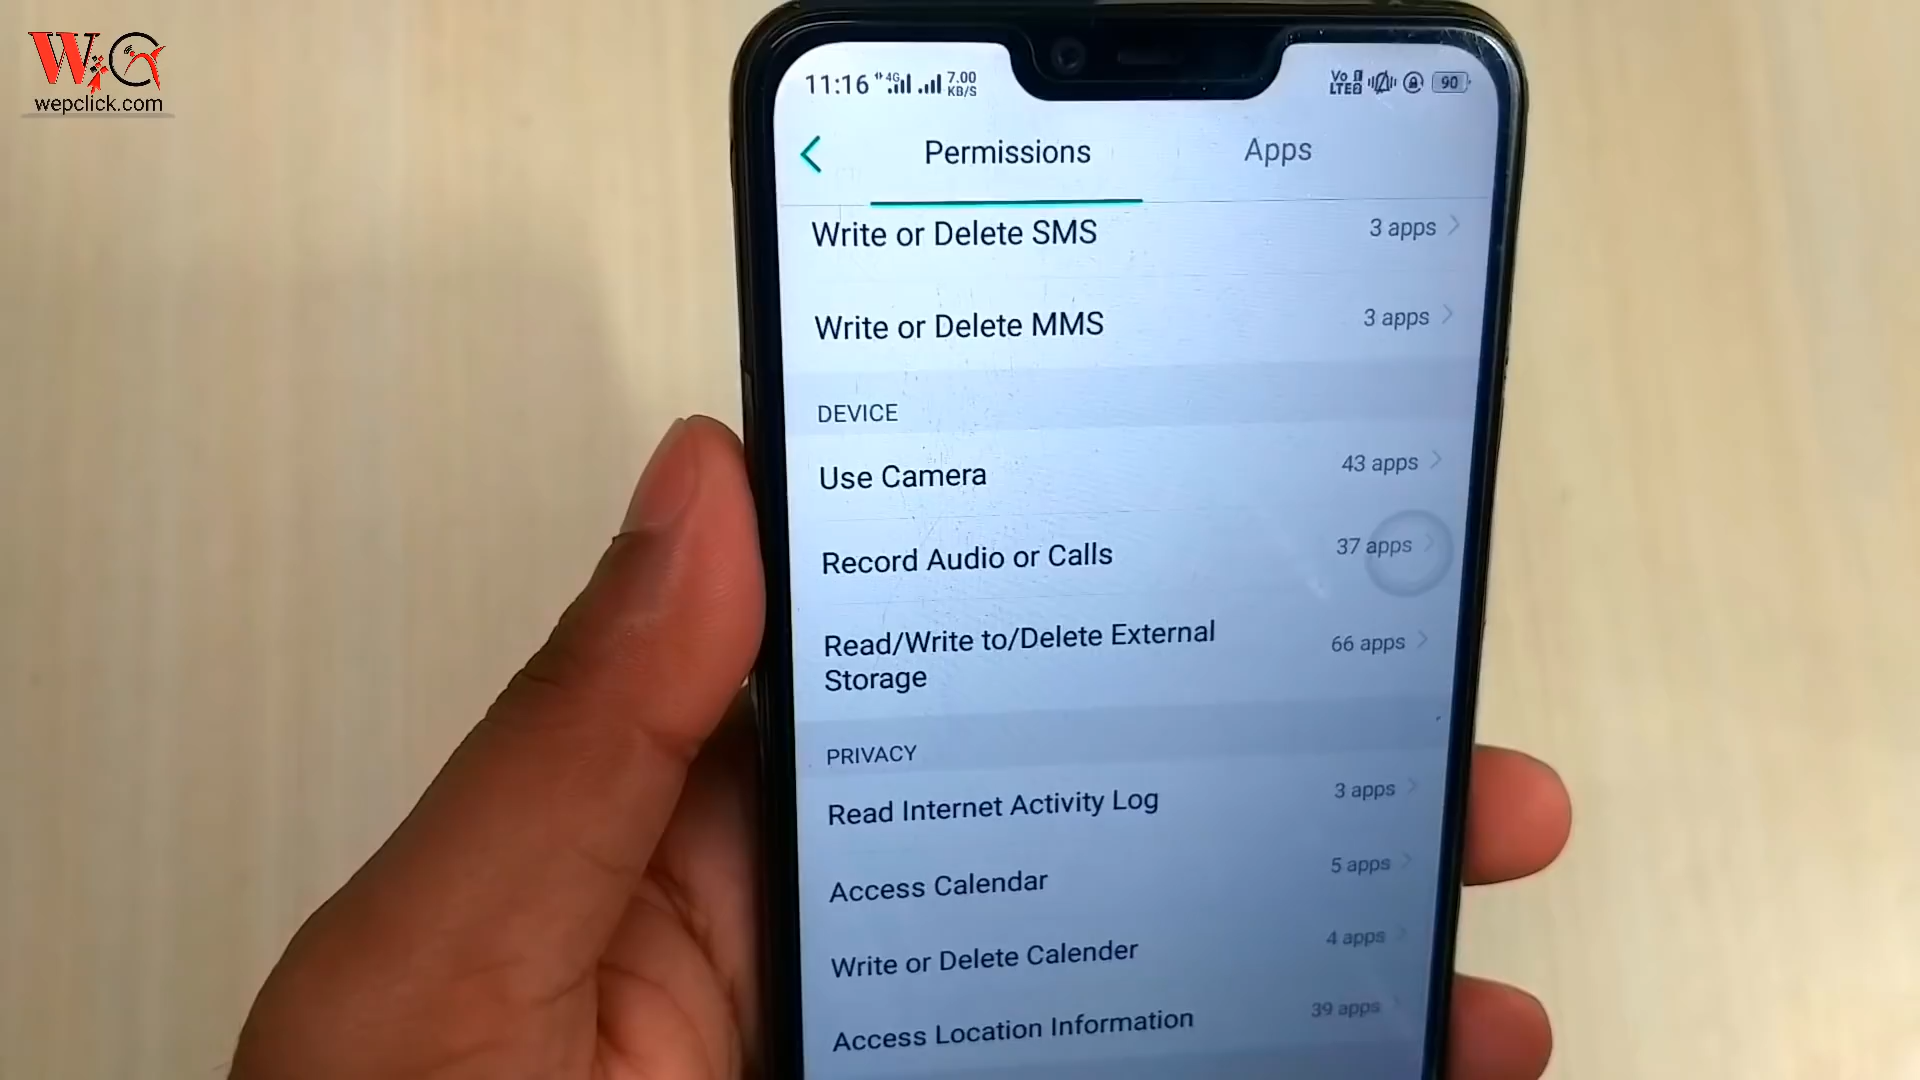 W
wepclick.com
11:16 4G 7.00 KB/S Vo LTE 90
Permissions Apps
Write or Delete SMS 3 apps
Write or Delete MMS 3 apps
DEVICE
Use Camera 43 apps
Record Audio or Calls 37 apps
Read/Write to/Delete External 66 apps
Storage
PRIVACY
Read Internet Activity Log 3 apps
Access Calendar 5 apps
Write or Delete Calender 4 apps
Access Location Information 39 apps